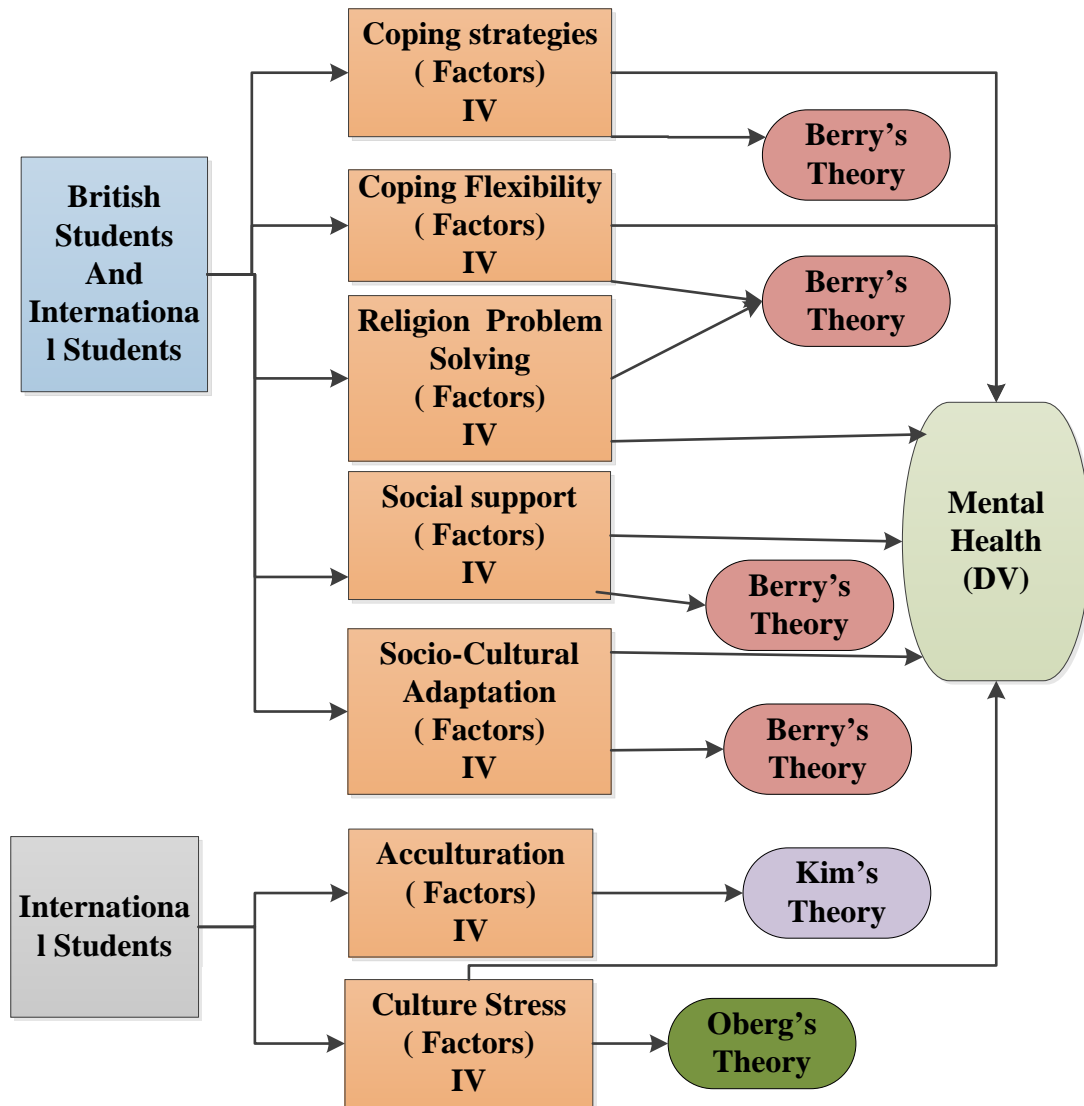 Coping strategies
( Factors)
IV
Berry's
Theory
British
Students
And
Internationa
l Students
Coping Flexibility
( Factors)
IV
Berry's
Theory
Religion Problem
Solving
( Factors)
IV
Social support
( Factors)
IV
Mental
Health
(DV)
Berry's
Theory
Socio-Cultural
Adaptation
( Factors)
IV
Berry's
Theory
Internationa
l Students
Acculturation
( Factors)
IV
Kim's
Theory
Culture Stress
( Factors)
IV
Oberg's
Theory